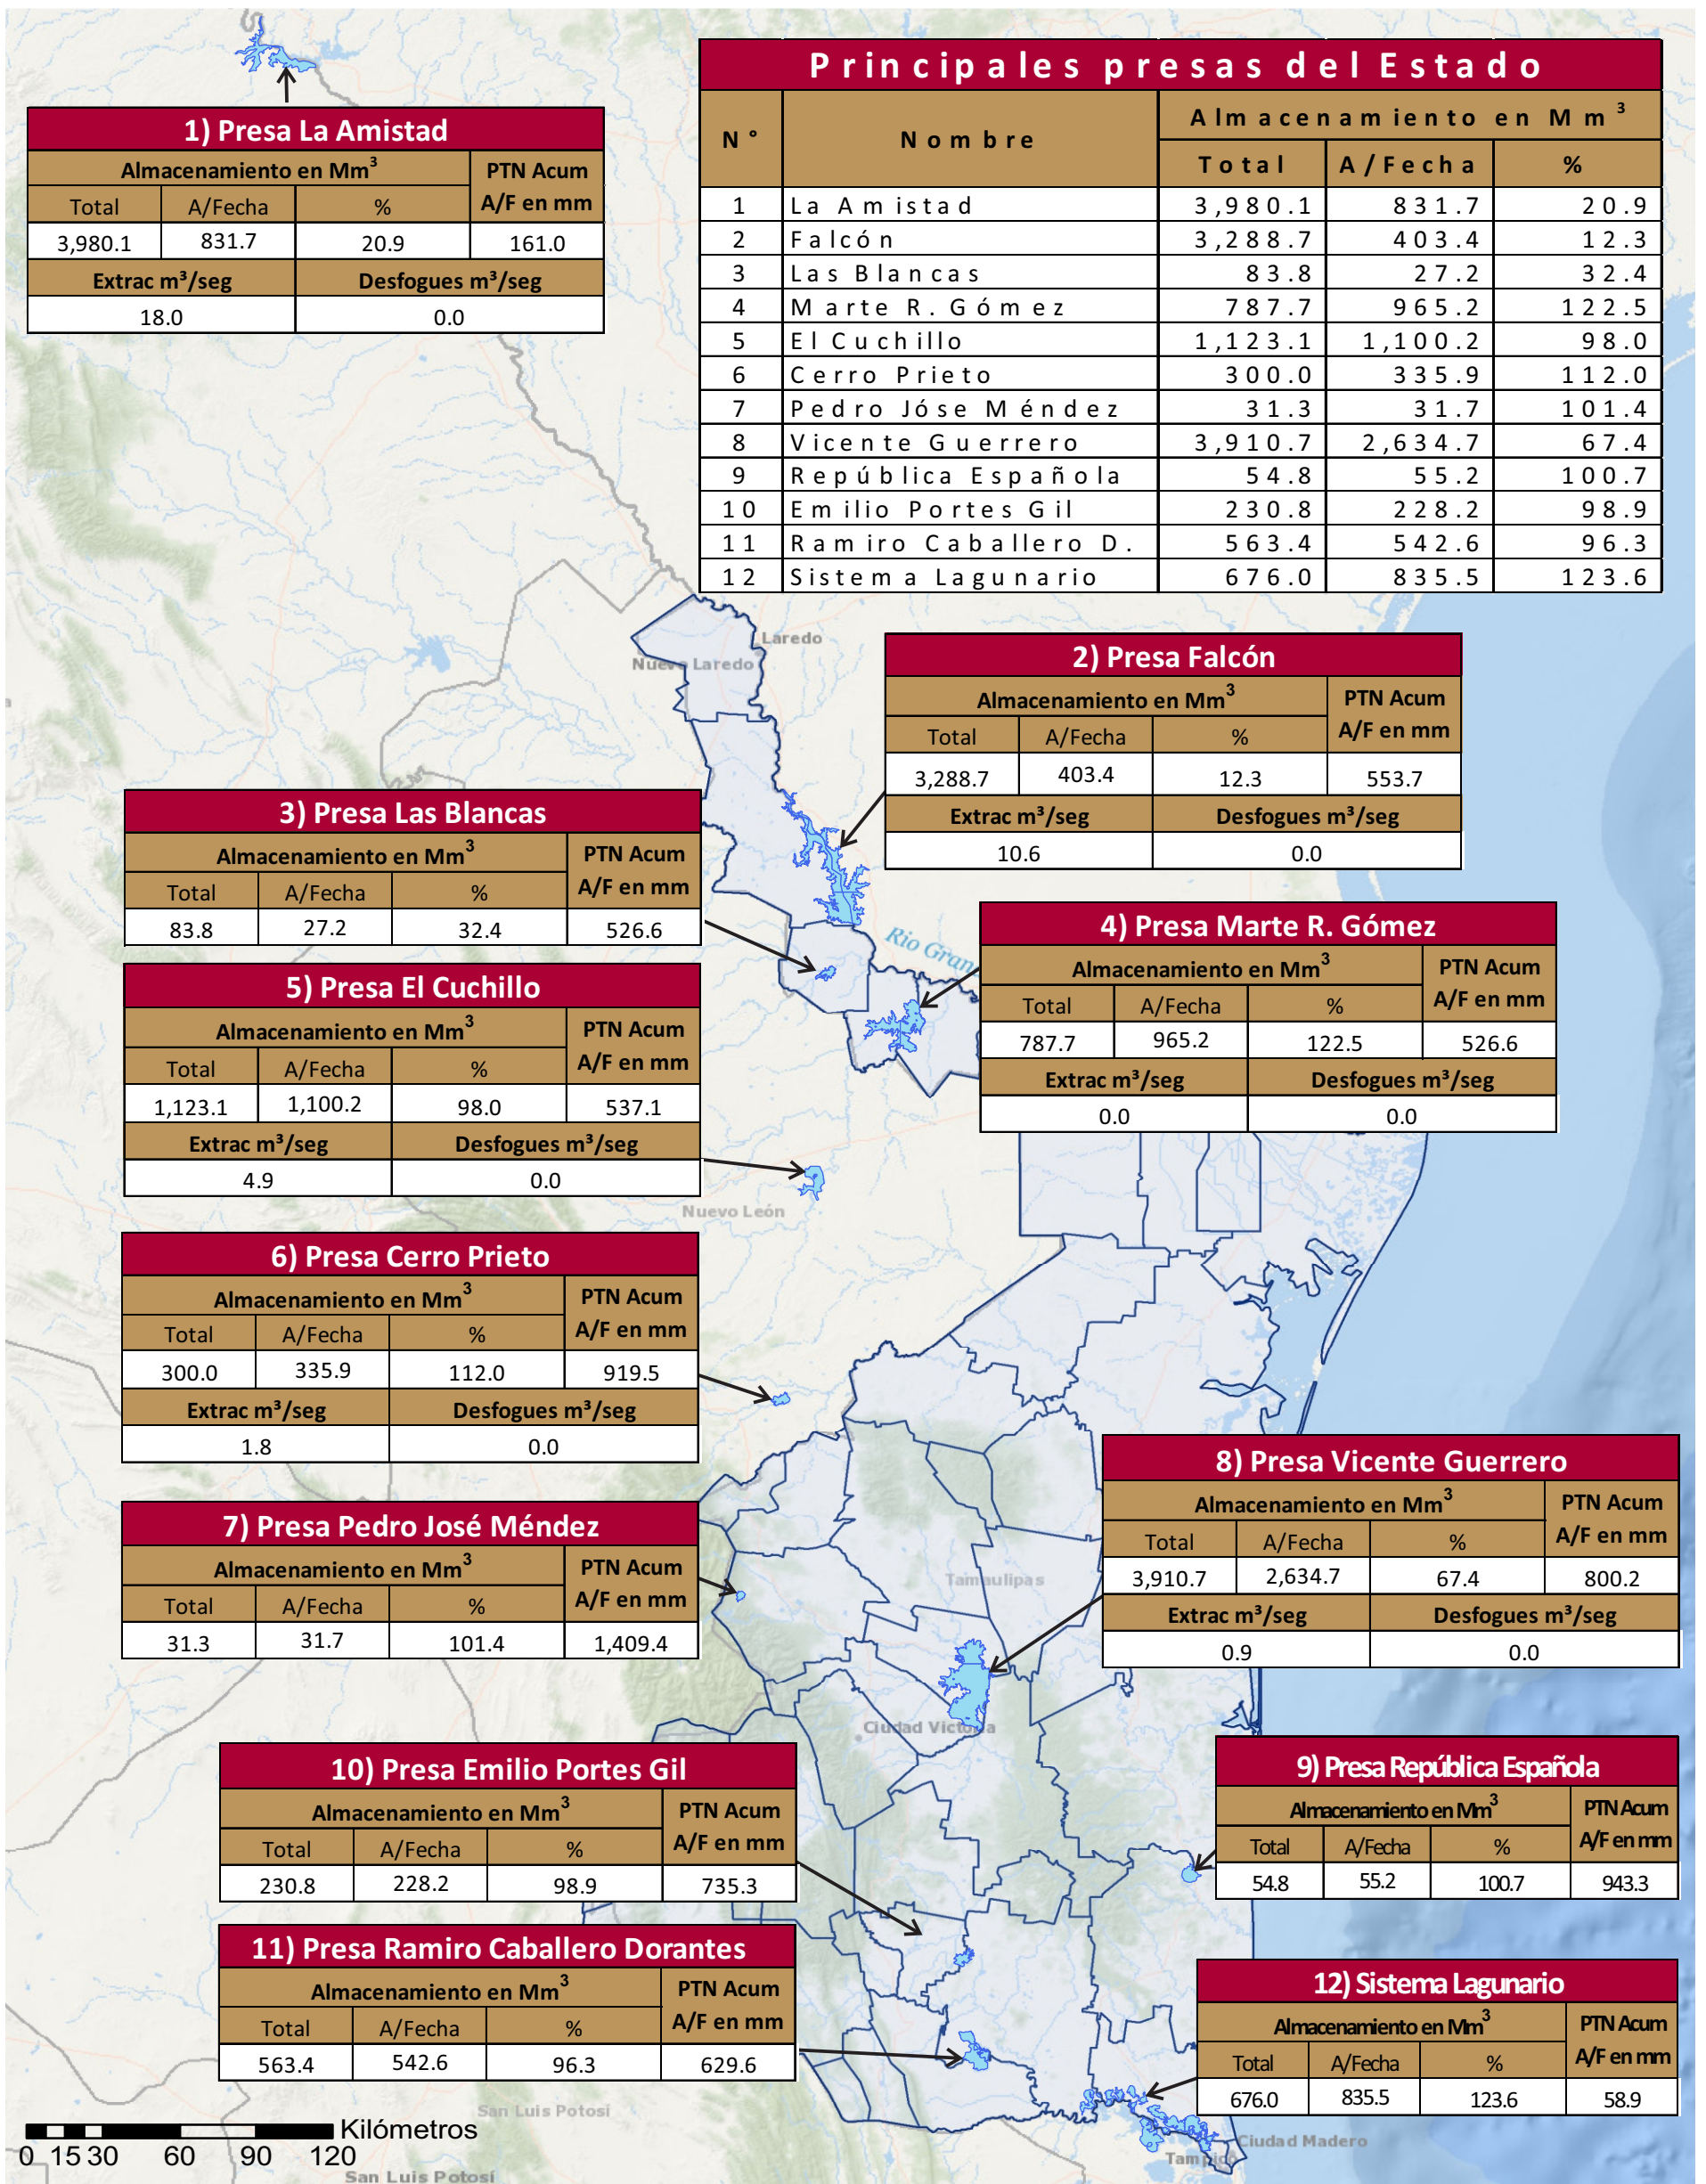 Principales presas del Estado
N° Nombre Almacenamiento en Mm³
Total A/Fecha %
1 La Amistad 3,980.1 831.7 20.9
2 Falcón 3,288.7 403.4 12.3
3 Las Blancas 83.8 27.2 32.4
4 Marte R. Gómez 787.7 965.2 122.5
5 El Cuchillo 1,123.1 1,100.2 98.0
6 Cerro Prieto 300.0 335.9 112.0
7 Pedro Jóse Méndez 31.3 31.7 101.4
8 Vicente Guerrero 3,910.7 2,634.7 67.4
9 República Española 54.8 55.2 100.7
10 Emilio Portes Gil 230.8 228.2 98.9
11 Ramiro Caballero D. 563.4 542.6 96.3
12 Sistema Lagunario 676.0 835.5 123.6
1) Presa La Amistad
Almacenamiento en Mm³ PTN Acum
Total A/Fecha % A/F en mm
3,980.1 831.7 20.9 161.0
Extrac m³/seg Desfogues m³/seg
18.0 0.0
Laredo
Nuevo Laredo
2) Presa Falcón
Almacenamiento en Mm³ PTN Acum
Total A/Fecha % A/F en mm
3,288.7 403.4 12.3 553.7
Extrac m³/seg Desfogues m³/seg
10.6 0.0
3) Presa Las Blancas
Almacenamiento en Mm³ PTN Acum
Total A/Fecha % A/F en mm
83.8 27.2 32.4 526.6
Rio Gran
4) Presa Marte R. Gómez
Almacenamiento en Mm³ PTN Acum
Total A/Fecha % A/F en mm
787.7 965.2 122.5 526.6
Extrac m³/seg Desfogues m³/seg
0.0 0.0
5) Presa El Cuchillo
Almacenamiento en Mm³ PTN Acum
Total A/Fecha % A/F en mm
1,123.1 1,100.2 98.0 537.1
Extrac m³/seg Desfogues m³/seg
4.9 0.0
Nuevo León
6) Presa Cerro Prieto
Almacenamiento en Mm³ PTN Acum
Total A/Fecha % A/F en mm
300.0 335.9 112.0 919.5
Extrac m³/seg Desfogues m³/seg
1.8 0.0
7) Presa Pedro José Méndez
Almacenamiento en Mm³ PTN Acum
Total A/Fecha % A/F en mm
31.3 31.7 101.4 1,409.4
Tamaulipas
8) Presa Vicente Guerrero
Almacenamiento en Mm³ PTN Acum
Total A/Fecha % A/F en mm
3,910.7 2,634.7 67.4 800.2
Extrac m³/seg Desfogues m³/seg
0.9 0.0
Ciudad Victoria
9) Presa República Española
Almacenamiento en Mm³ PTN Acum
Total A/Fecha % A/F en mm
54.8 55.2 100.7 943.3
10) Presa Emilio Portes Gil
Almacenamiento en Mm³ PTN Acum
Total A/Fecha % A/F en mm
230.8 228.2 98.9 735.3
11) Presa Ramiro Caballero Dorantes
Almacenamiento en Mm³ PTN Acum
Total A/Fecha % A/F en mm
563.4 542.6 96.3 629.6
12) Sistema Lagunario
Almacenamiento en Mm³ PTN Acum
Total A/Fecha % A/F en mm
676.0 835.5 123.6 58.9
San Luis Potosí
Kilómetros
0 15 30 60 90 120
Ciudad Madero
Tampico
San Luis Potosí